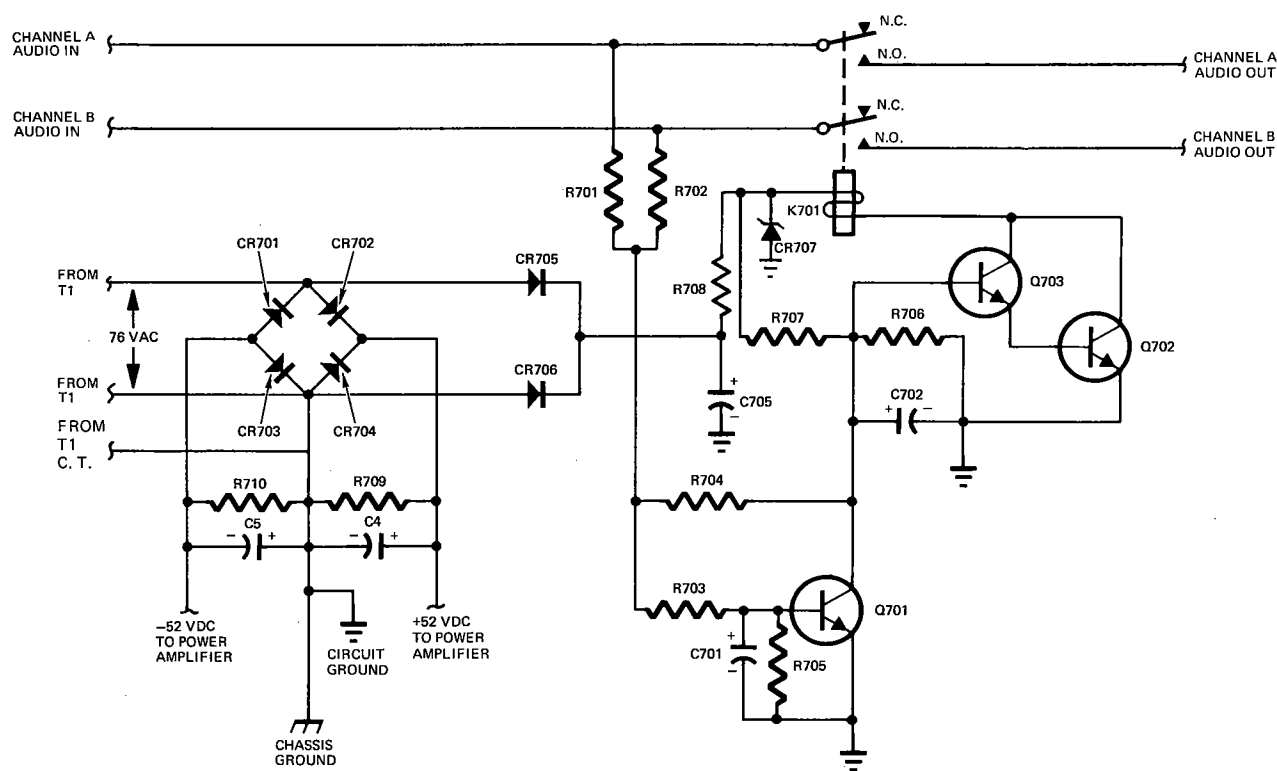 CHANNEL A
AUDIO IN
N.C.
N.O.
CHANNEL A
AUDIO OUT
CHANNEL B
AUDIO IN
N.C.
N.O.
CHANNEL B
AUDIO OUT
R701
R702
K701
CR701
CR702
CR705
CR707
Q703
FROM
T1
R708
76 VAC
R707
R706
Q702
FROM
T1
CR706
C705
C702
+
-
+
-
CR703
CR704
FROM
T1
C. T.
R710
R709
R704
C5
C4
-
+
-
+
R703
Q701
+
C701
-
R705
–52 VDC
TO POWER
AMPLIFIER
CIRCUIT
GROUND
+52 VDC
TO POWER
AMPLIFIER
CHASSIS
GROUND